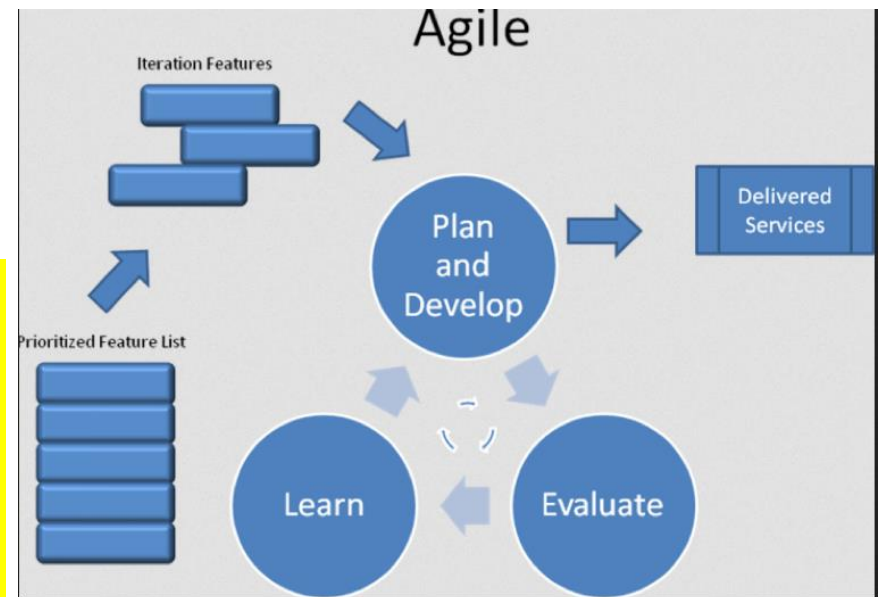 Agile
Iteration Features
Plan
and
Develop
Delivered
Services
Prioritized Feature List
Learn
Evaluate